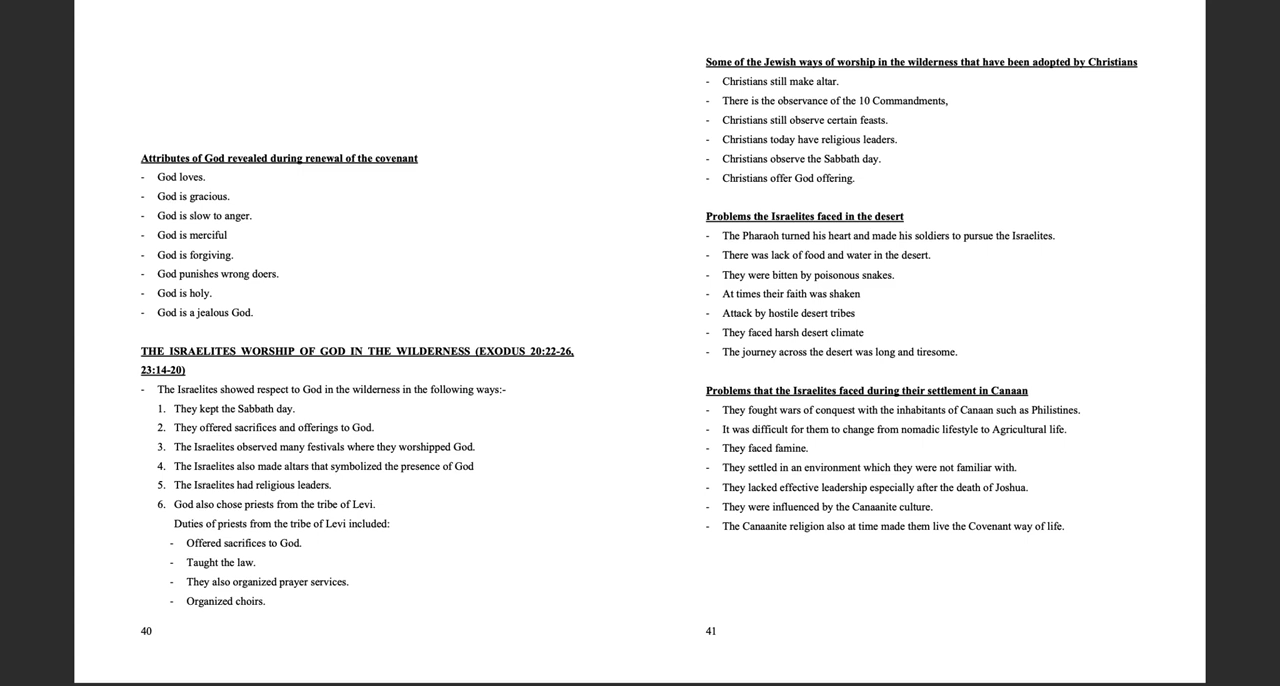 Attributes of God revealed during renewal of the covenant
- God loves.
- God is gracious.
- God is slow to anger.
- God is merciful
- God is forgiving.
- God punishes wrong doers.
- God is holy.
- God is a jealous God.
THE ISRAELITES WORSHIP OF GOD IN THE WILDERNESS (EXODUS 20:22-26,
23:14-20)
- The Israelites showed respect to God in the wilderness in the following ways:-
1. They kept the Sabbath day.
2. They offered sacrifices and offerings to God.
3. The Israelites observed many festivals where they worshipped God.
4. The Israelites also made altars that symbolized the presence of God
5. The Israelites had religious leaders.
6. God also chose priests from the tribe of Levi.
Duties of priests from the tribe of Levi included:
- Offered sacrifices to God.
- Taught the law.
- They also organized prayer services.
- Organized choirs.
40
Some of the Jewish ways of worship in the wilderness that have been adopted by Christians
- Christians still make altar.
- There is the observance of the 10 Commandments,
- Christians still observe certain feasts.
- Christians today have religious leaders.
- Christians observe the Sabbath day.
- Christians offer God offering.
Problems the Israelites faced in the desert
- The Pharaoh turned his heart and made his soldiers to pursue the Israelites.
- There was lack of food and water in the desert.
- They were bitten by poisonous snakes.
- At times their faith was shaken
- Attack by hostile desert tribes
- They faced harsh desert climate
- The journey across the desert was long and tiresome.
Problems that the Israelites faced during their settlement in Canaan
- They fought wars of conquest with the inhabitants of Canaan such as Philistines.
- It was difficult for them to change from nomadic lifestyle to Agricultural life.
- They faced famine.
- They settled in an environment which they were not familiar with.
- They lacked effective leadership especially after the death of Joshua.
- They were influenced by the Canaanite culture.
- The Canaanite religion also at time made them live the Covenant way of life.
41